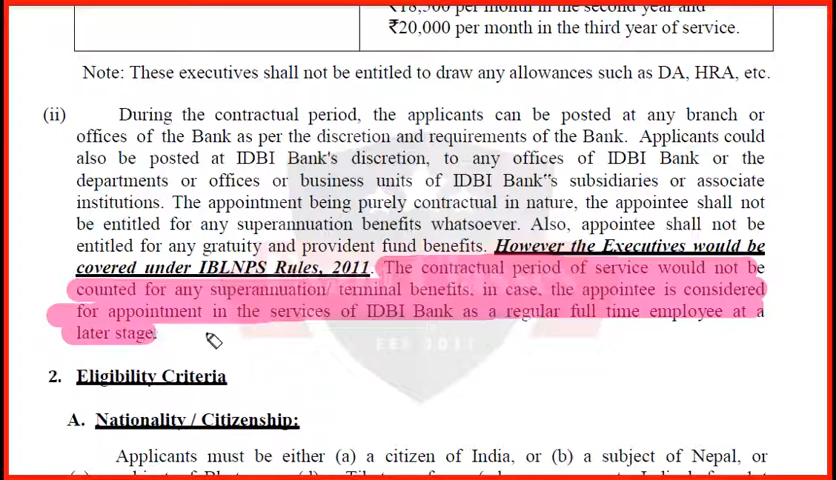 ₹18,500 per month in the second year and
₹20,000 per month in the third year of service.
Note: These executives shall not be entitled to draw any allowances such as DA, HRA, etc.
(ii) During the contractual period, the applicants can be posted at any branch or
offices of the Bank as per the discretion and requirements of the Bank. Applicants could
also be posted at IDBI Bank's discretion, to any offices of IDBI Bank or the
departments or offices or business units of IDBI Bank‟s subsidiaries or associate
institutions. The appointment being purely contractual in nature, the appointee shall not
be entitled for any superannuation benefits whatsoever. Also, appointee shall not be
entitled for any gratuity and provident fund benefits. However the Executives would be
covered under IBLNPS Rules, 2011. The contractual period of service would not be
counted for any superannuation/ terminal benefits, in case, the appointee is considered
for appointment in the services of IDBI Bank as a regular full time employee at a
later stage.
2. Eligibility Criteria
A. Nationality / Citizenship:
Applicants must be either (a) a citizen of India, or (b) a subject of Nepal, or